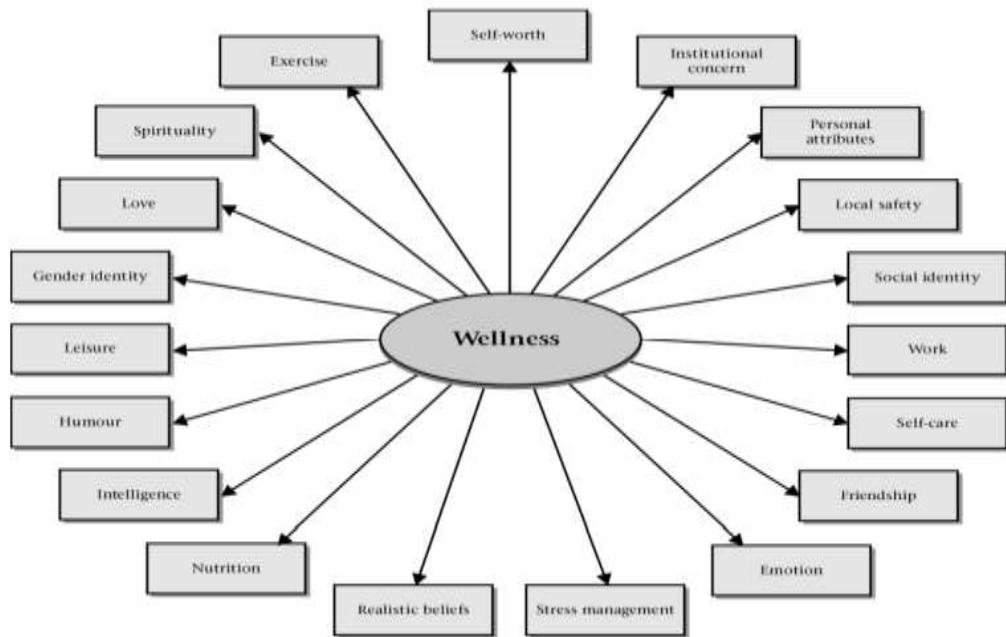 Self-worth
Exercise
Institutional
concern
Spirituality
Personal
attributes
Love
Local safety
Gender identity
Social identity
Wellness
Leisure
Work
Humour
Self-care
Intelligence
Friendship
Nutrition
Emotion
Realistic beliefs
Stress management